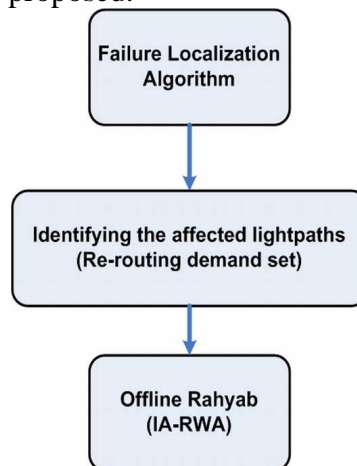 proposed.
Failure Localization
Algorithm
Identifying the affected lightpaths
(Re-routing demand set)
Offline Rahyab
(IA-RWA)